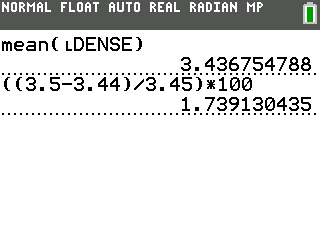 NORMAL FLOAT AUTO REAL RADIAN MP
mean(ʟDENSE)
3.436754788
((3.5-3.44)/3.45)*100
1.739130435